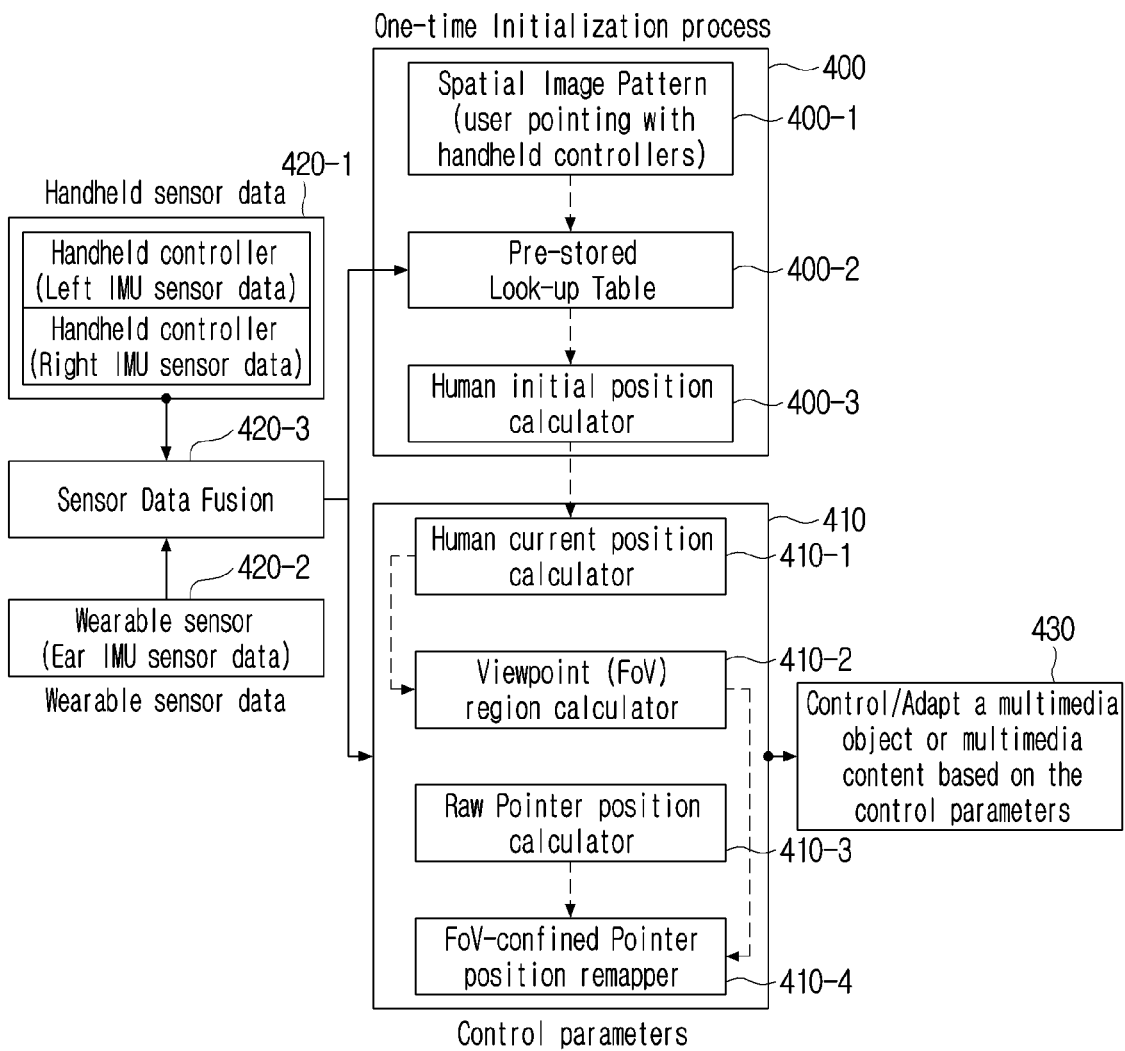 One-time Initialization process
400
Spatial Image Pattern
(user pointing with
handheld controllers)
400-1
Pre-stored
Look-up Table
400-2
Human initial position
calculator
400-3
420-1
Handheld sensor data
Handheld controller
(Left IMU sensor data)
Handheld controller
(Right IMU sensor data)
420-3
Sensor Data Fusion
420-2
Wearable sensor
(Ear IMU sensor data)
Wearable sensor data
410
Human current position
calculator
410-1
Viewpoint (FoV)
region calculator
410-2
Raw Pointer position
calculator
410-3
FoV-confined Pointer
position remapper
410-4
Control parameters
430
Control/Adapt a multimedia
object or multimedia
content based on the
control parameters